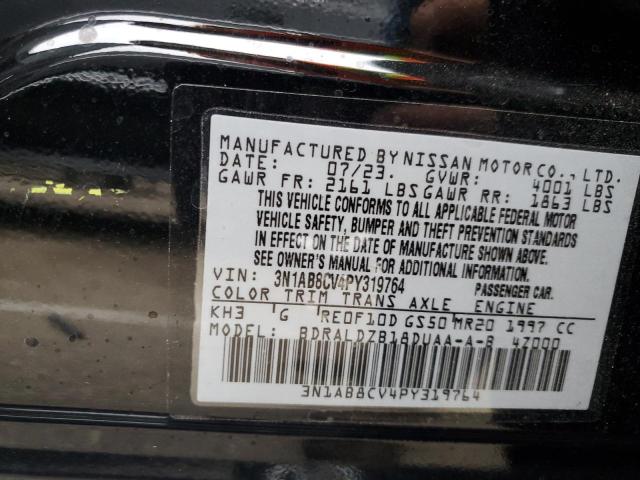 MANUFACTURED BY NISSAN MOTOR CO., LTD.
DATE: 07/23. GVWR: 4001 LBS
GAWR FR: 2161 LBS GAWR RR: 1863 LBS
THIS VEHICLE CONFORMS TO ALL APPLICABLE FEDERAL MOTOR
VEHICLE SAFETY, BUMPER AND THEFT PREVENTION STANDARDS
IN EFFECT ON THE DATE OF MANUFACTURE SHOWN ABOVE.
SEE OWNER'S MANUAL FOR ADDITIONAL INFORMATION.
VIN: 3N1AB8CV4PY319764 PASSENGER CAR.
COLOR TRIM TRANS AXLE ENGINE
KH3 G RE0F10D GS50 MR20 1997 CC
MODEL: BDRALDZB18DUAA-A-B 4Z000
3N1AB8CV4PY319764